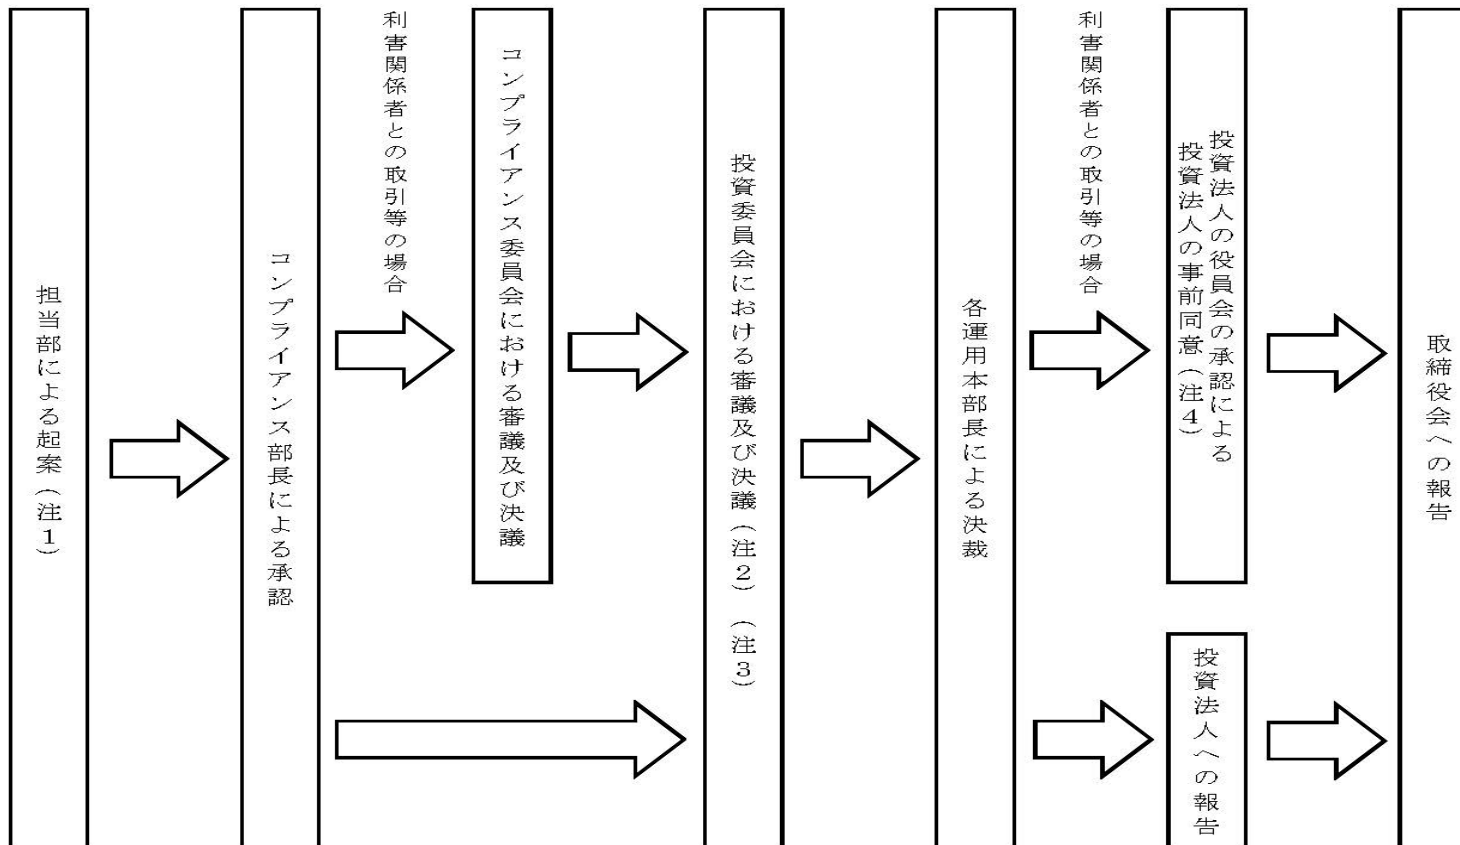 担当部による起案（注1）
コンプライアンス部長による承認
利害関係者との取引等の場合
コンプライアンス委員会における審議及び決議
投資委員会における審議及び決議（注2）（注3）
各運用本部長による決裁
利害関係者との取引等の場合
投資法人の役員会の承認による
投資法人の事前同意（注4）
投資法人への報告
取締役会への報告